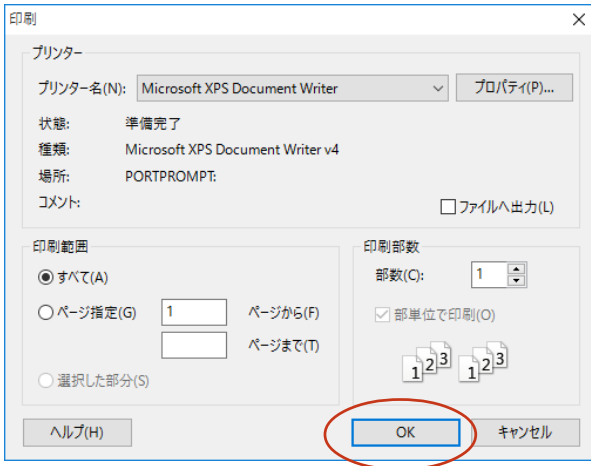 印刷
プリンター
プリンター名(N): Microsoft XPS Document Writer プロパティ(P)...
状態: 準備完了
種類: Microsoft XPS Document Writer v4
場所: PORTPROMPT:
コメント: ファイルへ出力(L)
印刷範囲
すべて(A)
ページ指定(G) 1 ページから(F)
ページまで(T)
選択した部分(S)
印刷部数
部数(C): 1
部単位で印刷(O)
1 2 3 1 2 3
ヘルプ(H) OK キャンセル